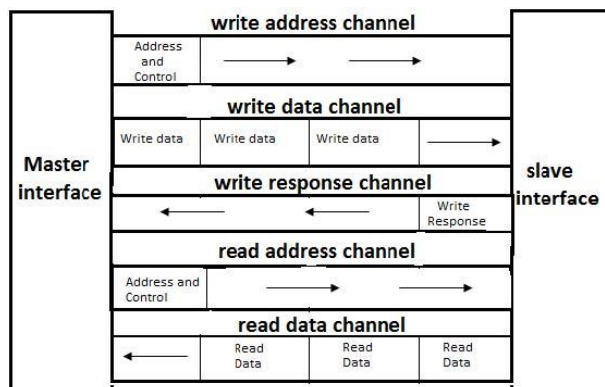 write address channel
Address
and
Control
write data channel
Write data Write data Write data
Master
interface
write response channel
Write
Response
slave
interface
read address channel
Address and
Control
read data channel
Read
Data
Read
Data
Read
Data